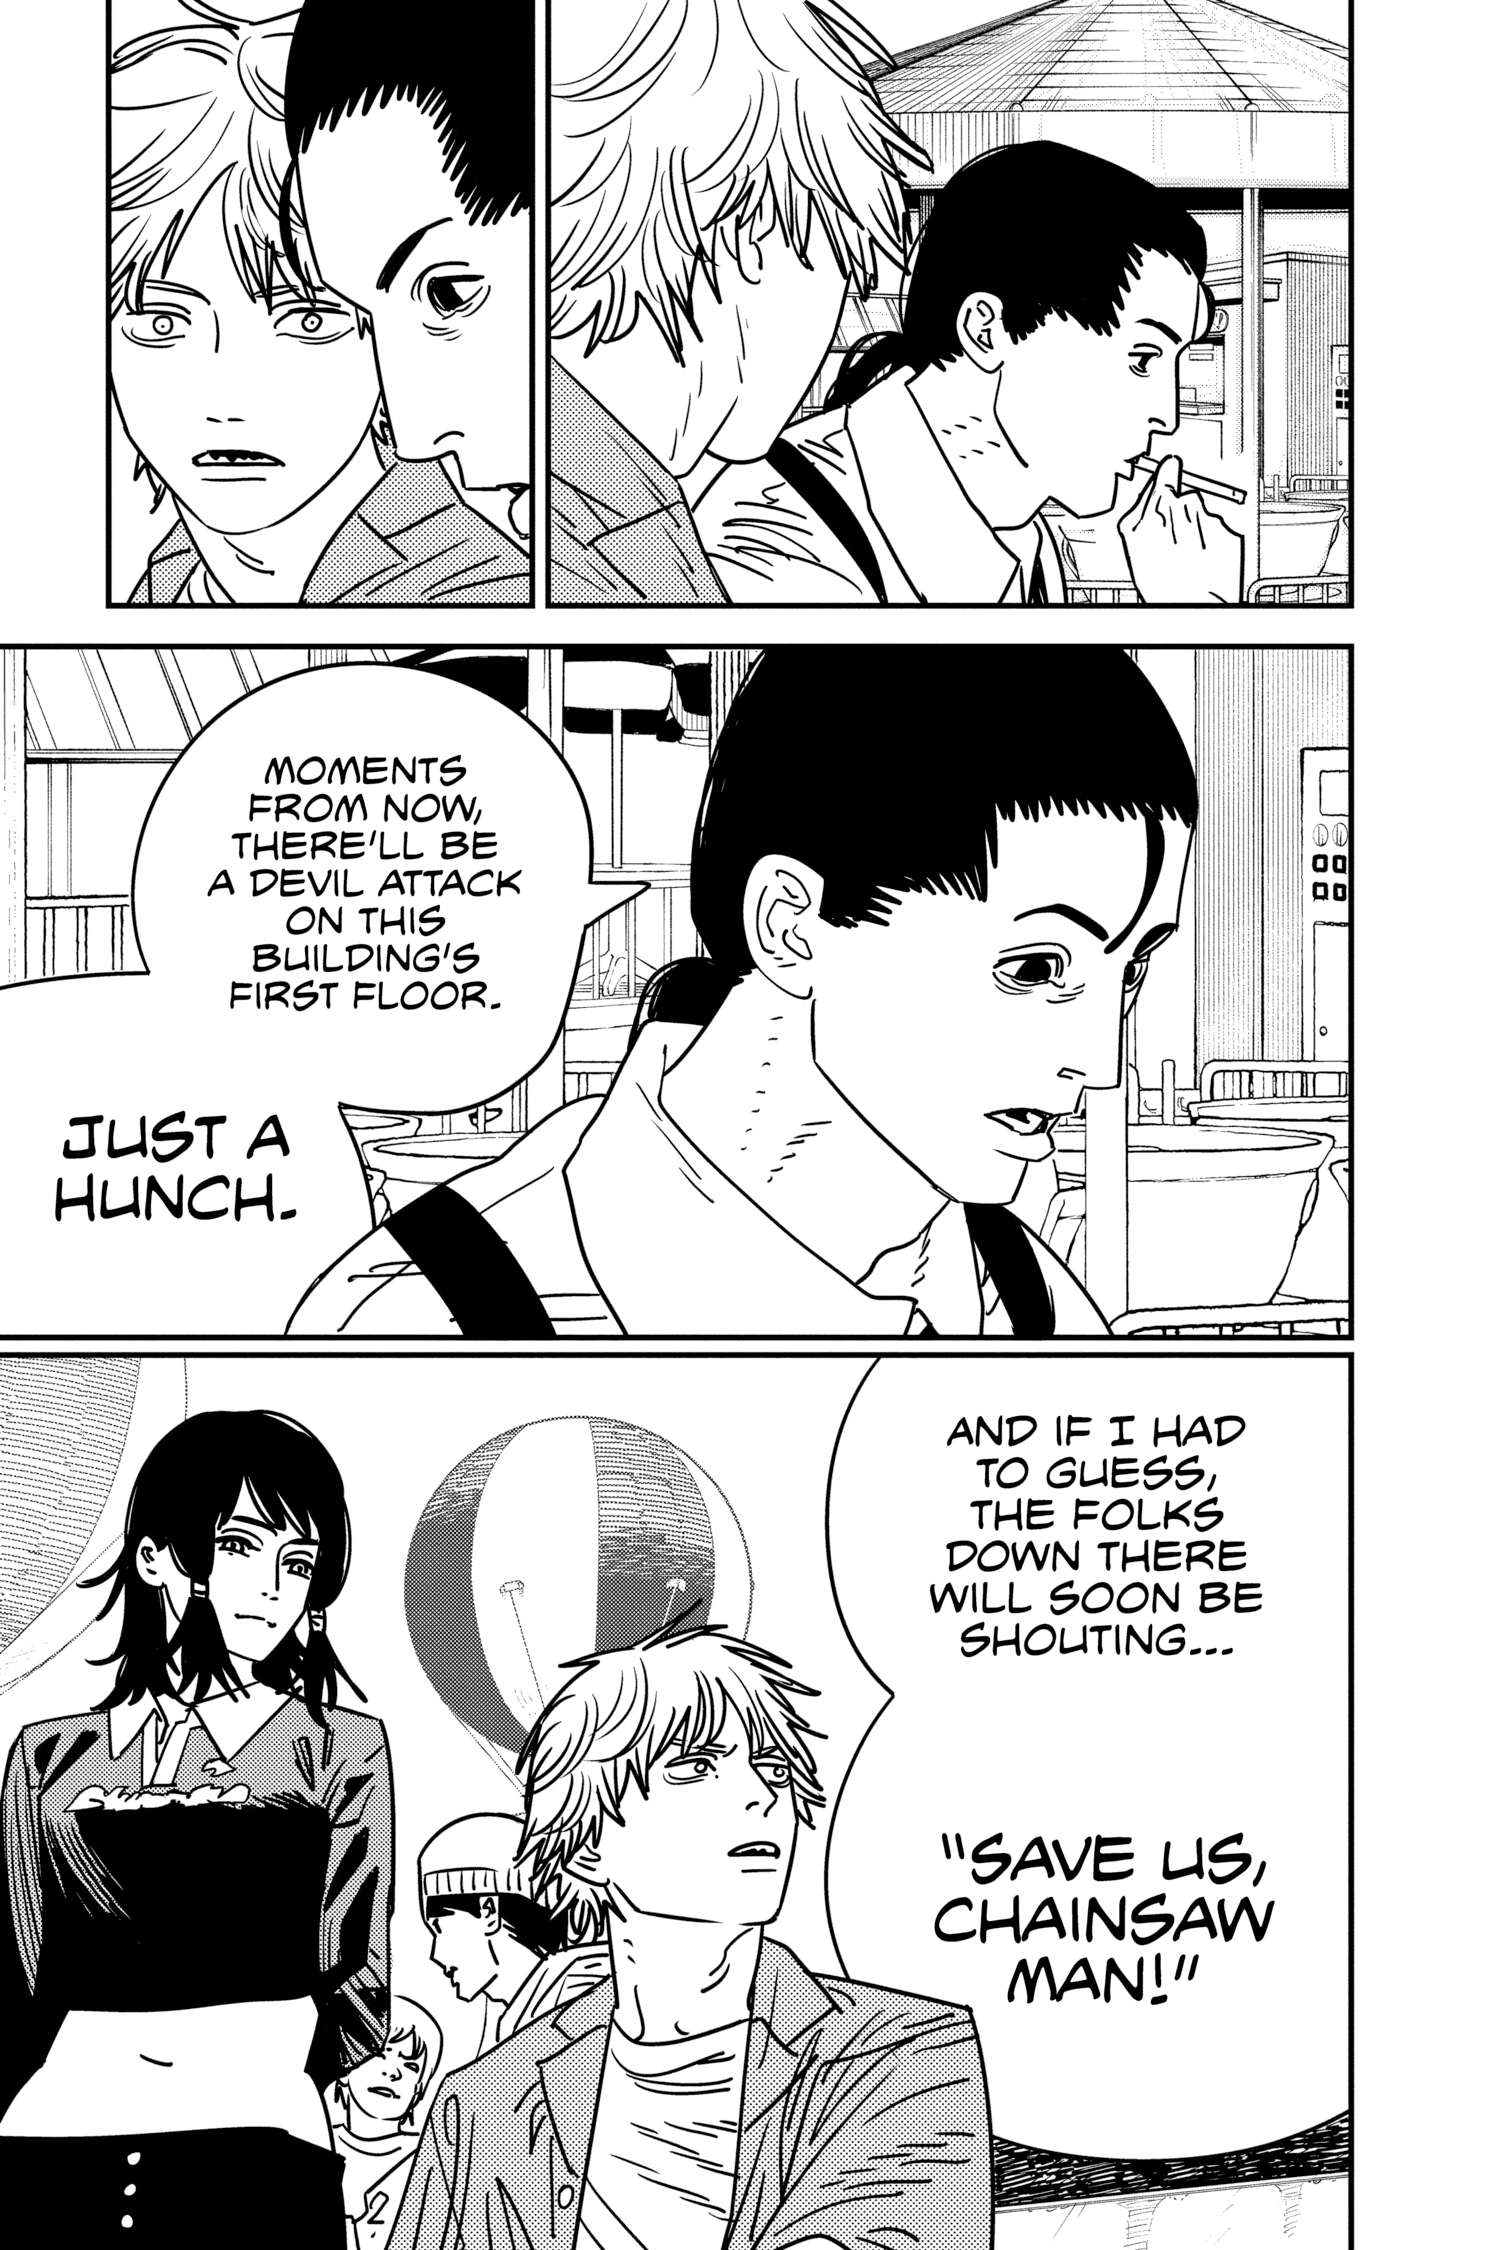 MOMENTS
FROM NOW,
THERE'LL BE
A DEVIL ATTACK
ON THIS
BUILDING'S
FIRST FLOOR.
JUST A
HUNCH.
AND IF I HAD
TO GUESS,
THE FOLKS
DOWN THERE
WILL SOON BE
SHOUTING...
"SAVE US,
CHAINSAW
MAN!"
2